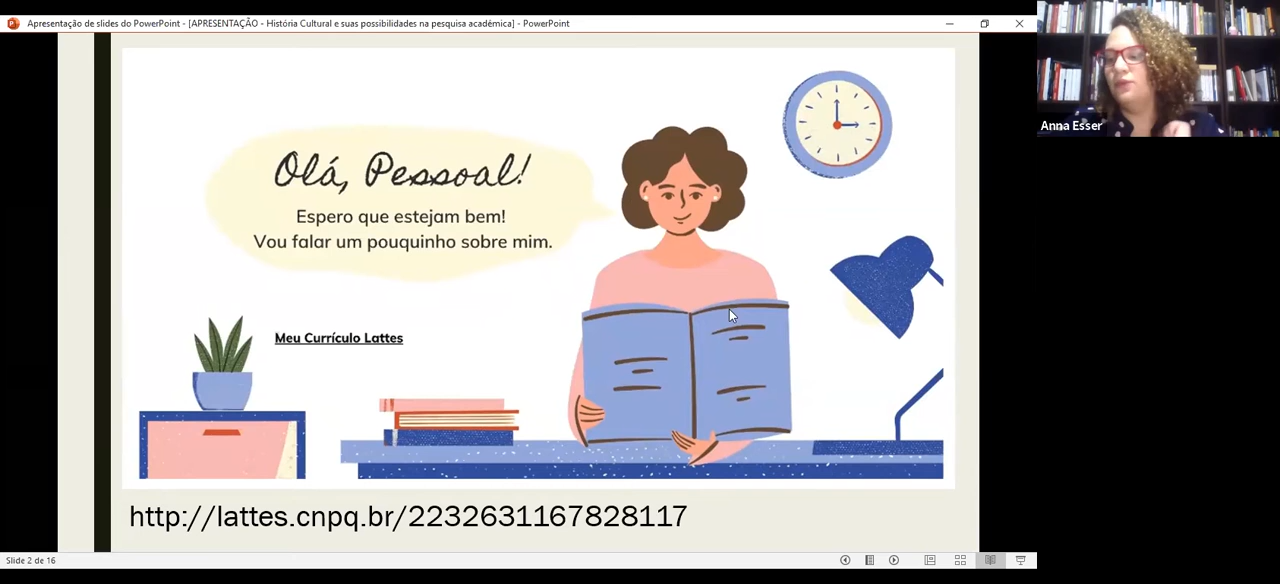 Apresentação de slides do PowerPoint - [APRESENTAÇÃO - História Cultural e suas possibilidades na pesquisa acadêmica] - PowerPoint
Anna Esser
Olá, Pessoal!
Espero que estejam bem!
Vou falar um pouquinho sobre mim.
Meu Currículo Lattes
http://lattes.cnpq.br/2232631167828117
Slide 2 de 16